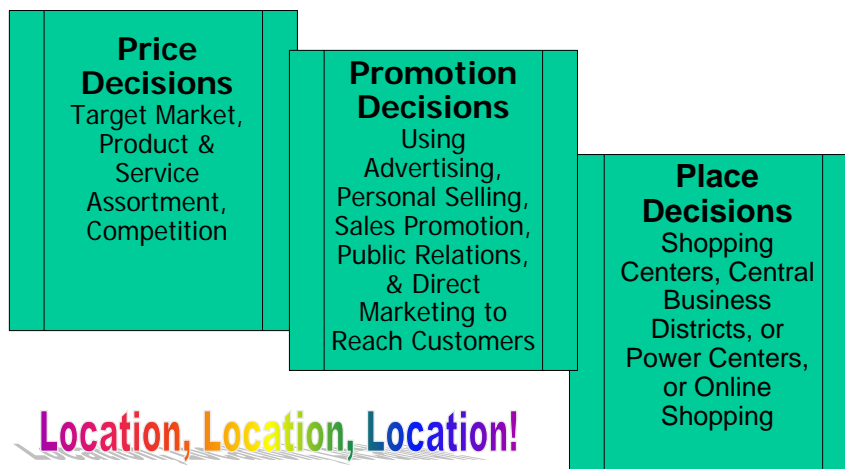 Price
Decisions
Target Market,
Product &
Service
Assortment,
Competition
Promotion
Decisions
Using
Advertising,
Personal Selling,
Sales Promotion,
Public Relations,
& Direct
Marketing to
Reach Customers
Place
Decisions
Shopping
Centers, Central
Business
Districts, or
Power Centers,
or Online
Shopping
Location, Location, Location!